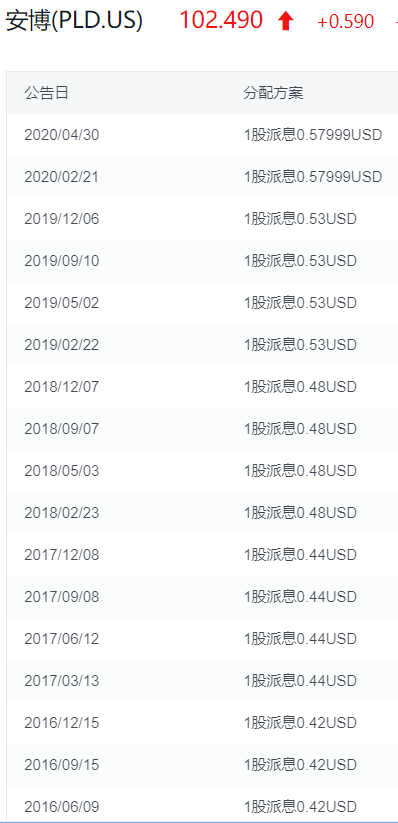 安博(PLD.US) 102.490 ⬆ +0.590
公告日 分配方案
2020/04/30 1股派息0.57999USD
2020/02/21 1股派息0.57999USD
2019/12/06 1股派息0.53USD
2019/09/10 1股派息0.53USD
2019/05/02 1股派息0.53USD
2019/02/22 1股派息0.53USD
2018/12/07 1股派息0.48USD
2018/09/07 1股派息0.48USD
2018/05/03 1股派息0.48USD
2018/02/23 1股派息0.48USD
2017/12/08 1股派息0.44USD
2017/09/08 1股派息0.44USD
2017/06/12 1股派息0.44USD
2017/03/13 1股派息0.44USD
2016/12/15 1股派息0.42USD
2016/09/15 1股派息0.42USD
2016/06/09 1股派息0.42USD